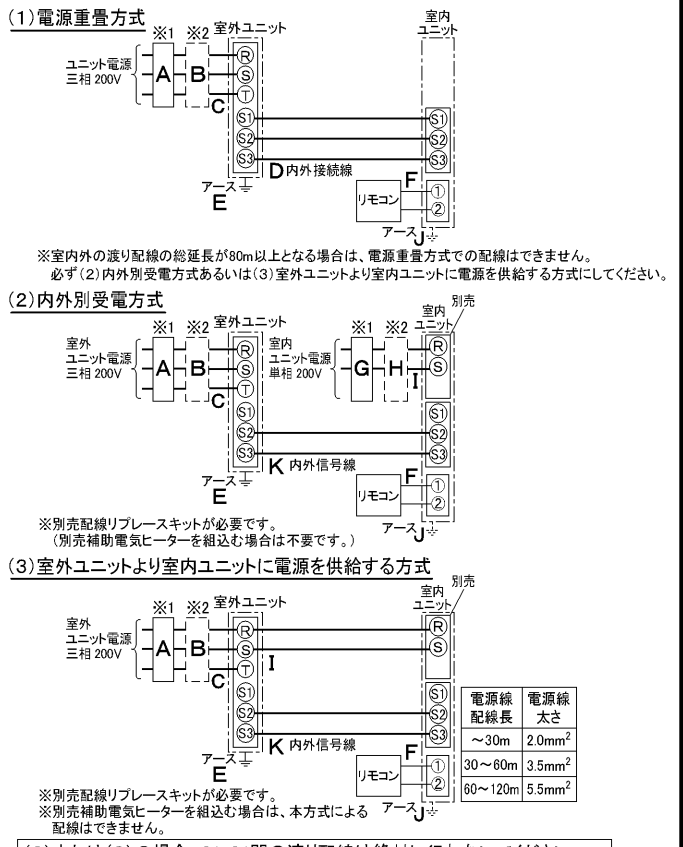 (1)電源重畳方式
※1 ※2 室外ユニット
室内
ユニット
ユニット電源
三相 200V
A B
R
S
T
C
S1
S2
S3
S1
S2
S3
D 内外接続線
アース
E
リモコン
F
①
②
アース J
※室内外の渡り配線の総延長が80m以上となる場合は、電源重畳方式での配線はできません。
必ず(2)内外別受電方式あるいは(3)室外ユニットより室内ユニットに電源を供給する方式にしてください。
(2)内外別受電方式
※1 ※2 室外ユニット
※1 ※2
室内
ユニット
別売
室外
ユニット電源
三相 200V
A B
R
S
T
C
S1
S2
S3
室内
ユニット電源
単相 200V
G H
I
R
S
S1
S2
S3
K 内外信号線
アース
E
リモコン
F
①
②
アース J
※別売配線リプレースキットが必要です。
(別売補助電気ヒーターを組込む場合は不要です。)
(3)室外ユニットより室内ユニットに電源を供給する方式
※1 ※2 室外ユニット
室内
ユニット
別売
室外
ユニット電源
三相 200V
A B
R
S
T
C
I
S1
S2
S3
R
S
S1
S2
S3
K 内外信号線
アース
E
リモコン
F
①
②
アース J
電源線配線長 電源線太さ
～30m 2.0mm²
30～60m 3.5mm²
60～120m 5.5mm²
※別売配線リプレースキットが必要です。
※別売補助電気ヒーターを組込む場合は、本方式による
配線はできません。